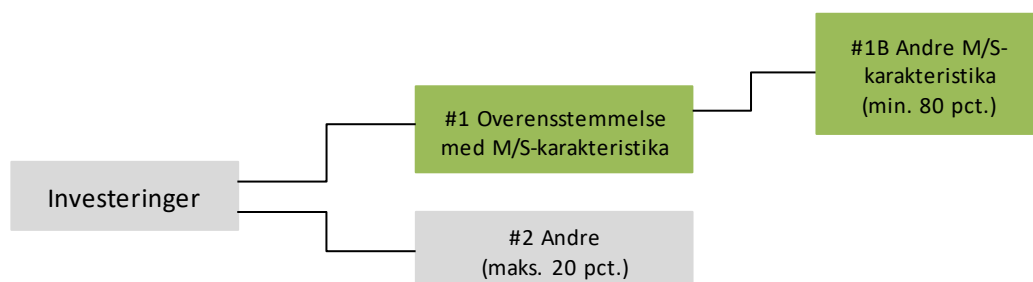 #1B Andre M/S-
karakteristika
(min. 80 pct.)
#1 Overensstemmelse
med M/S-karakteristika
Investeringer
#2 Andre
(maks. 20 pct.)